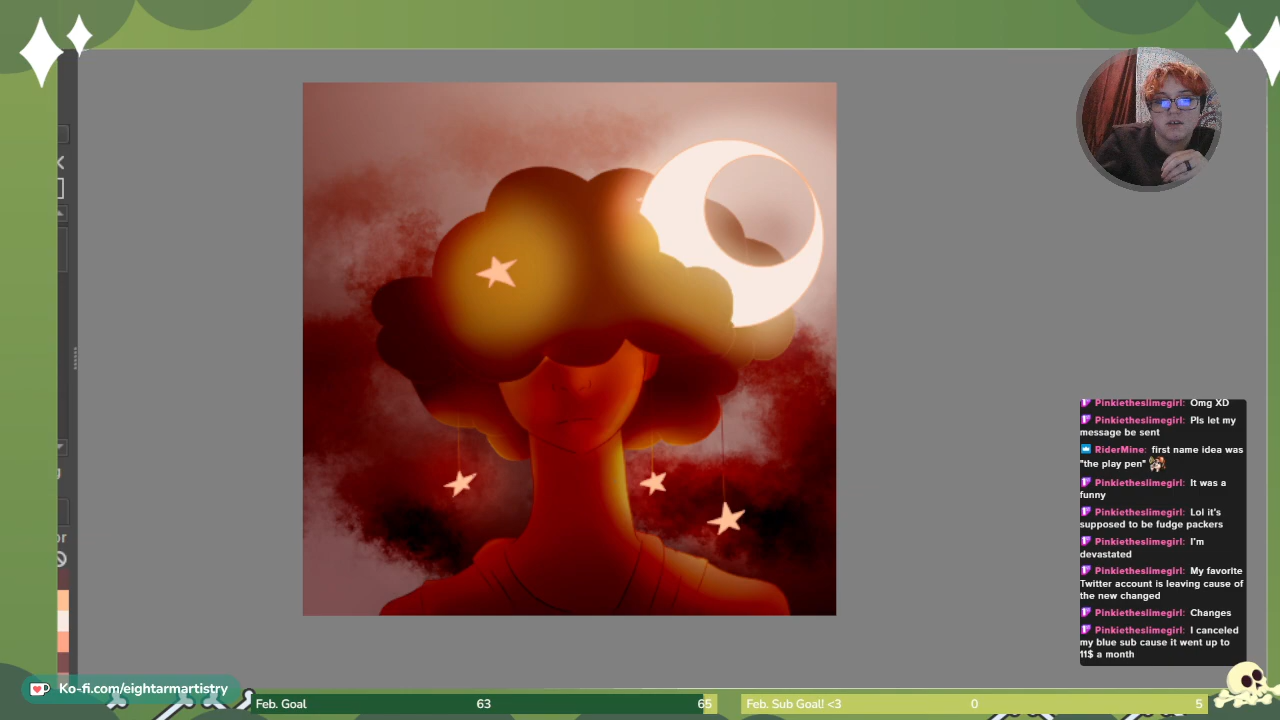 Pinkietheslimegirl: Omg XD
Pinkietheslimegirl: Pls let my
message be sent
RiderMine: first name idea was
"the play pen"
Pinkietheslimegirl: It was a
funny
Pinkietheslimegirl: Lol it's
supposed to be fudge packers
Pinkietheslimegirl: I'm
devastated
Pinkietheslimegirl: My favorite
Twitter account is leaving cause of
the new changed
Pinkietheslimegirl: Changes
Pinkietheslimegirl: I canceled
my blue sub cause it went up to
11$ a month
or
Ko-fi.com/eightarmartistry
Feb. Goal 63 65
Feb. Sub Goal! <3 0 5